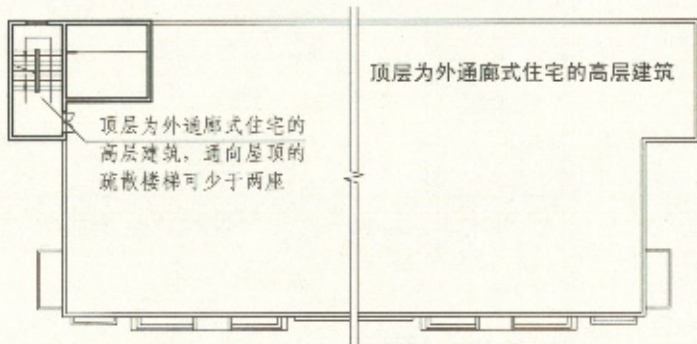 顶层为外通廊式住宅的高层建筑
顶层为外通廊式住宅的
高层建筑，通向屋顶的
疏散楼梯可少于两座